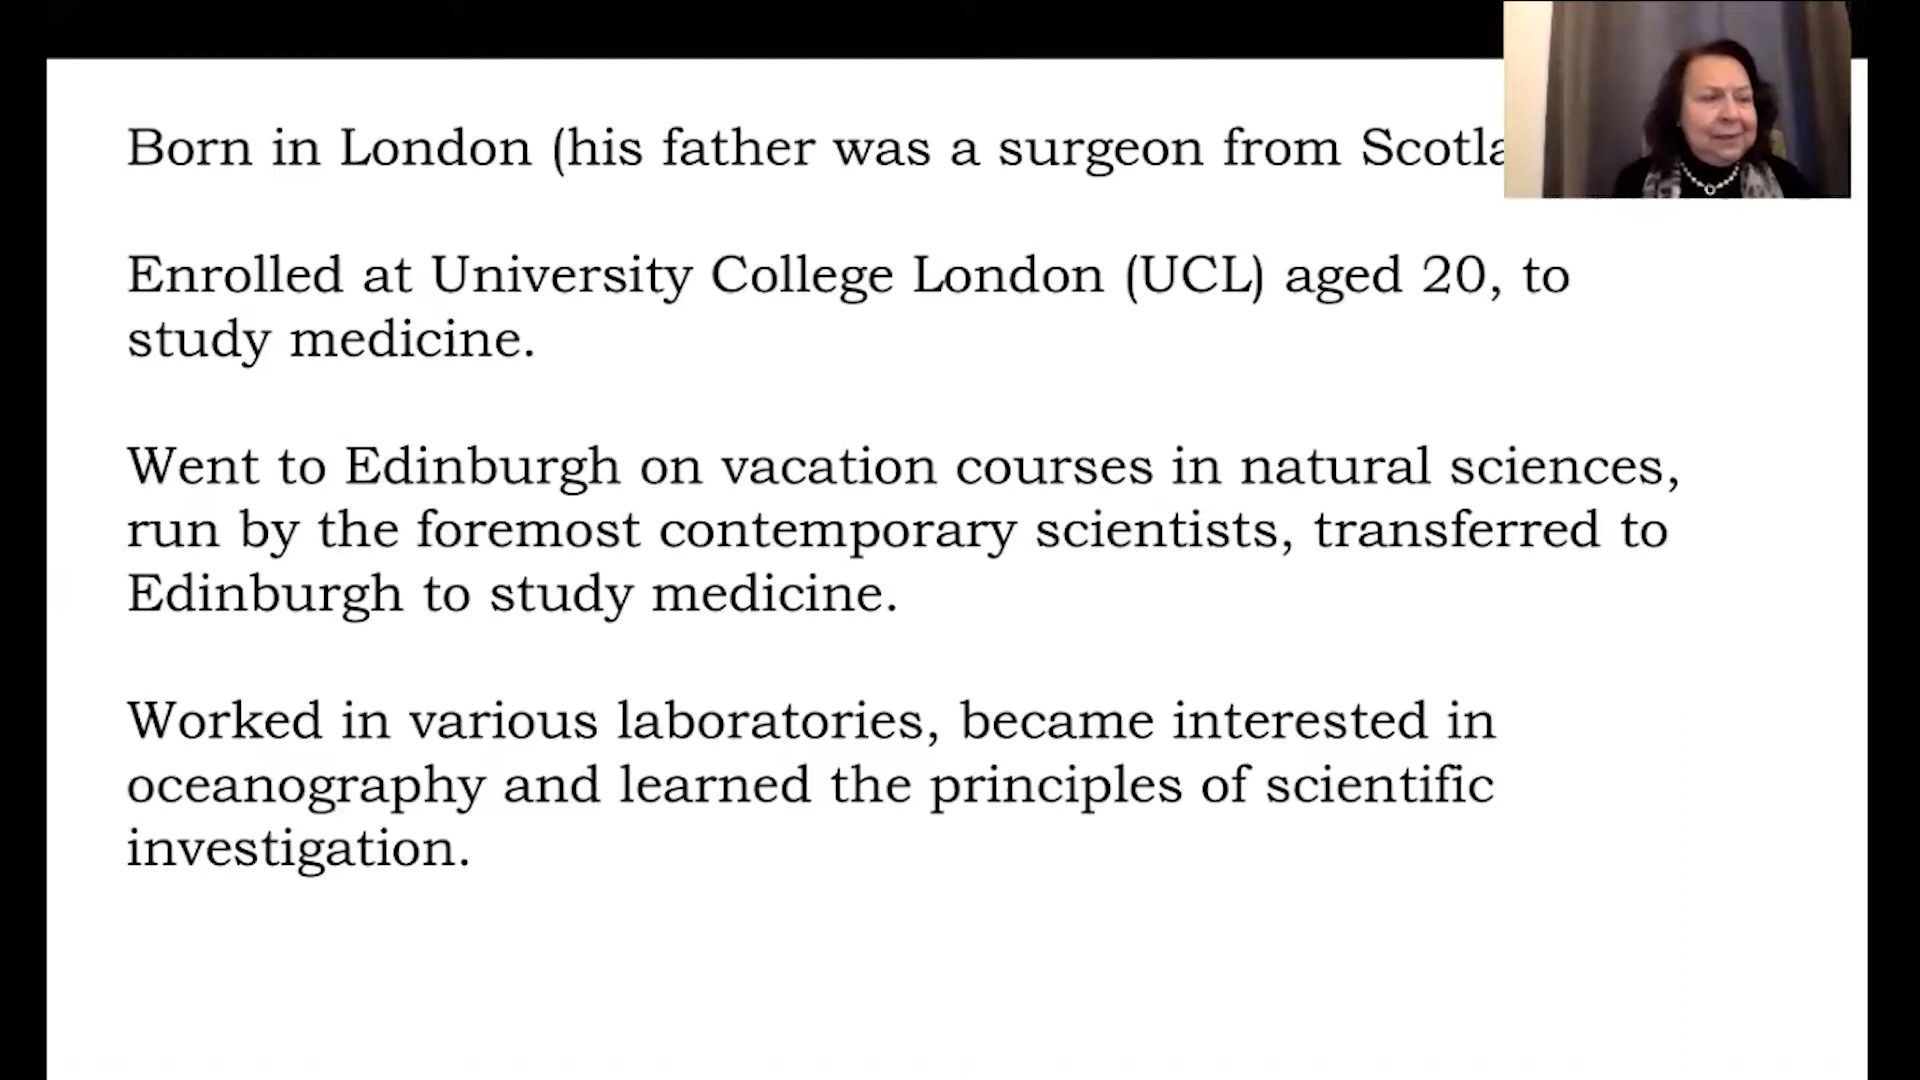 Born in London (his father was a surgeon from
Enrolled at University College London (UCL) aged 20, to
study medicine.
Went to Edinburgh on vacation courses in natural sciences,
run by the foremost contemporary scientists, transferred to
Edinburgh to study medicine.
Worked in various laboratories, became interested in
oceanography and learned the principles of scientific
investigation.